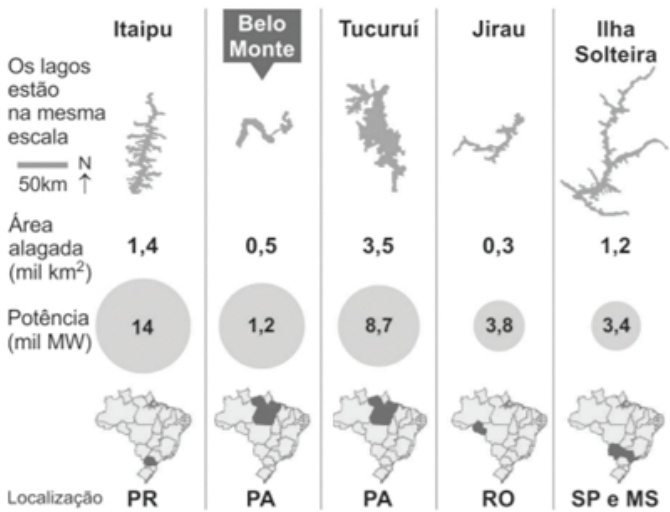 Itaipu
Belo
Monte
Tucuruí
Jirau
Ilha
Solteira
Os lagos
estão
na mesma
escala
N
50km
Área
alagada
(mil km²)
1,4
0,5
3,5
0,3
1,2
Potência
(mil MW)
14
1,2
8,7
3,8
3,4
Localização
PR
PA
PA
RO
SP e MS